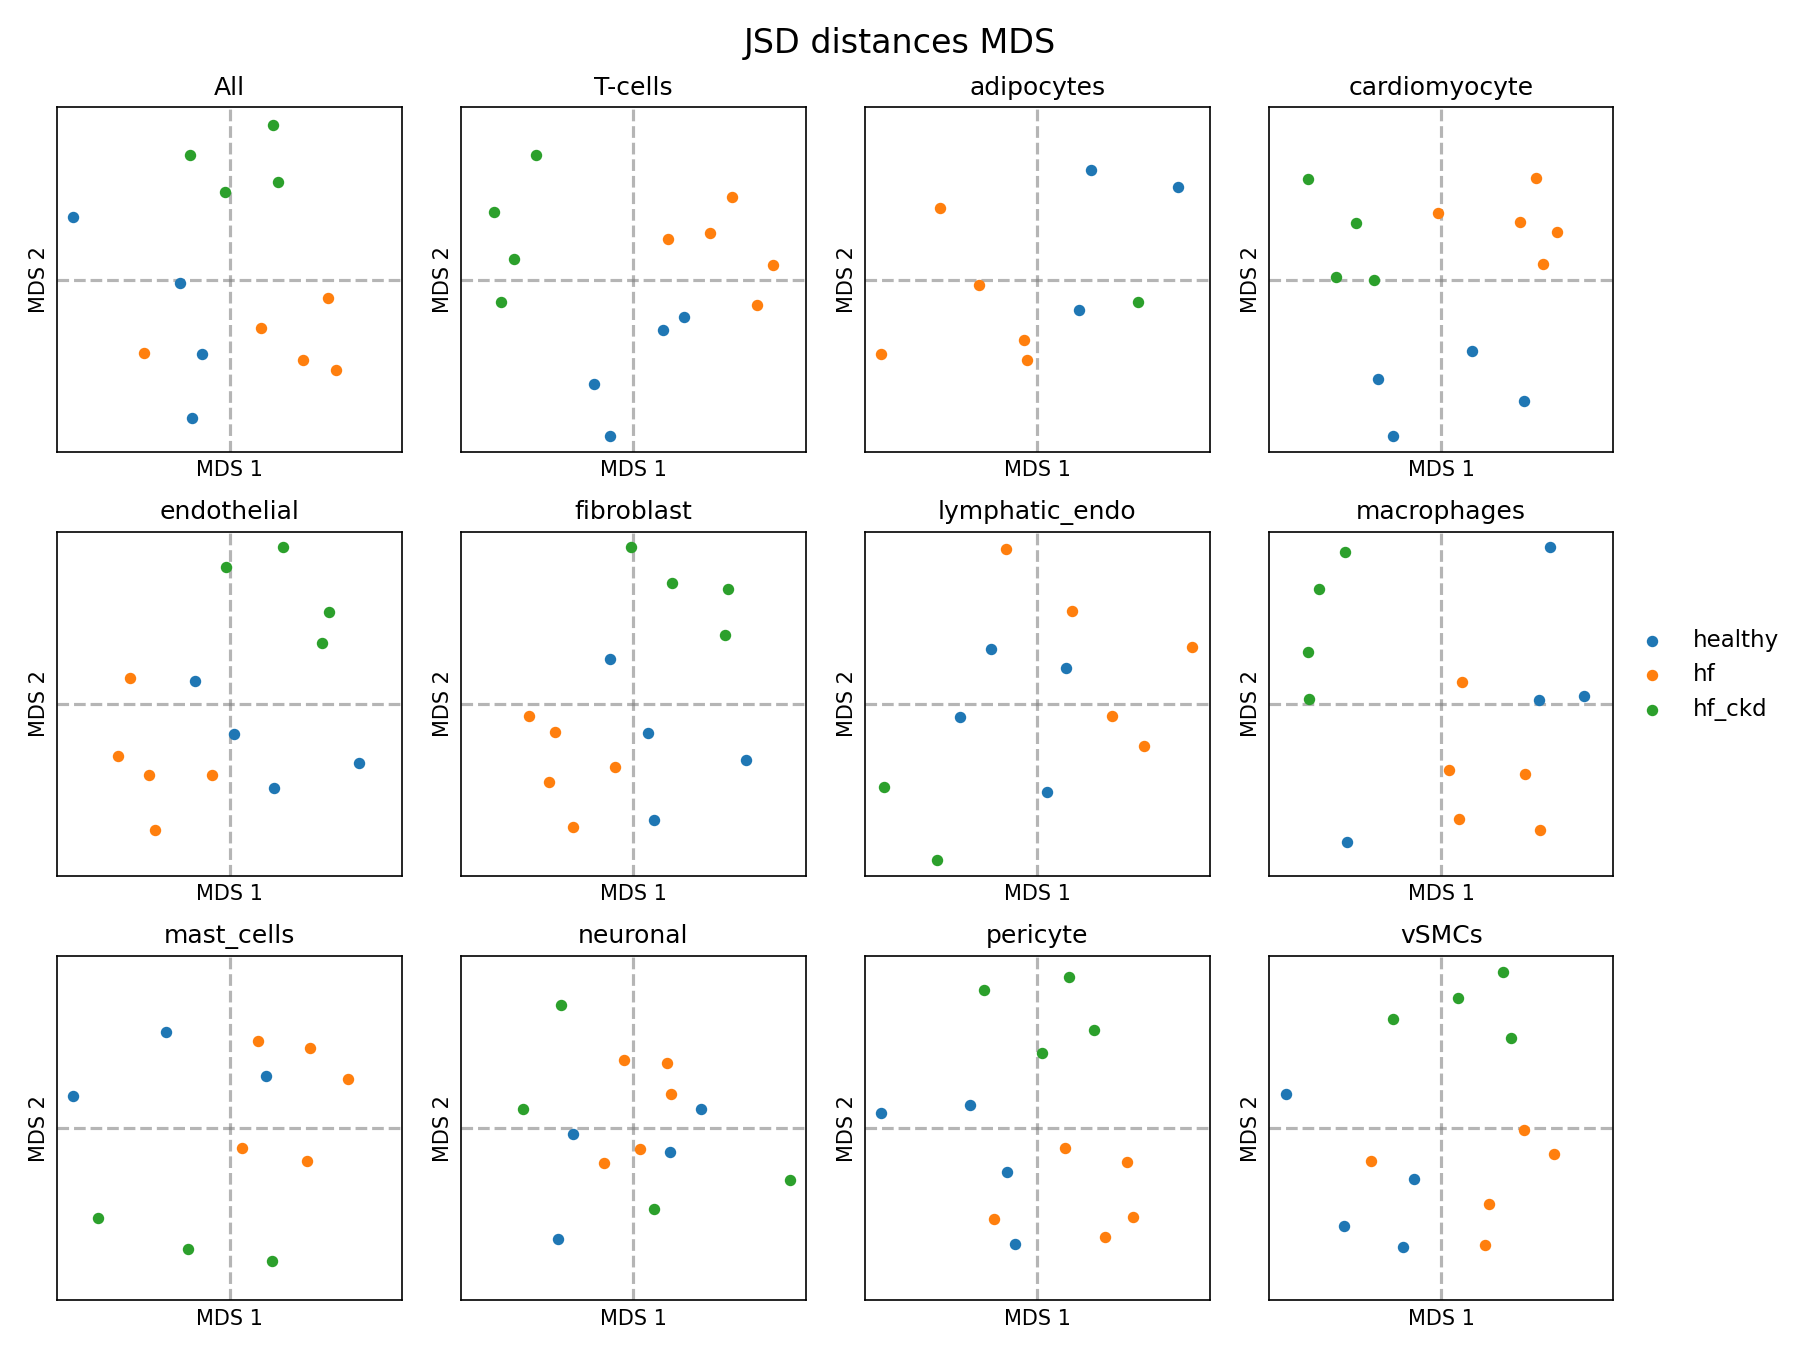 JSD distances MDS
All
T-cells
adipocytes
cardiomyocyte
MDS 2
MDS 2
MDS 2
MDS 2
MDS 1
MDS 1
MDS 1
MDS 1
endothelial
fibroblast
lymphatic_endo
macrophages
MDS 2
MDS 2
MDS 2
MDS 2
MDS 1
MDS 1
MDS 1
MDS 1
healthy
hf
hf_ckd
mast_cells
neuronal
pericyte
vSMCs
MDS 2
MDS 2
MDS 2
MDS 2
MDS 1
MDS 1
MDS 1
MDS 1